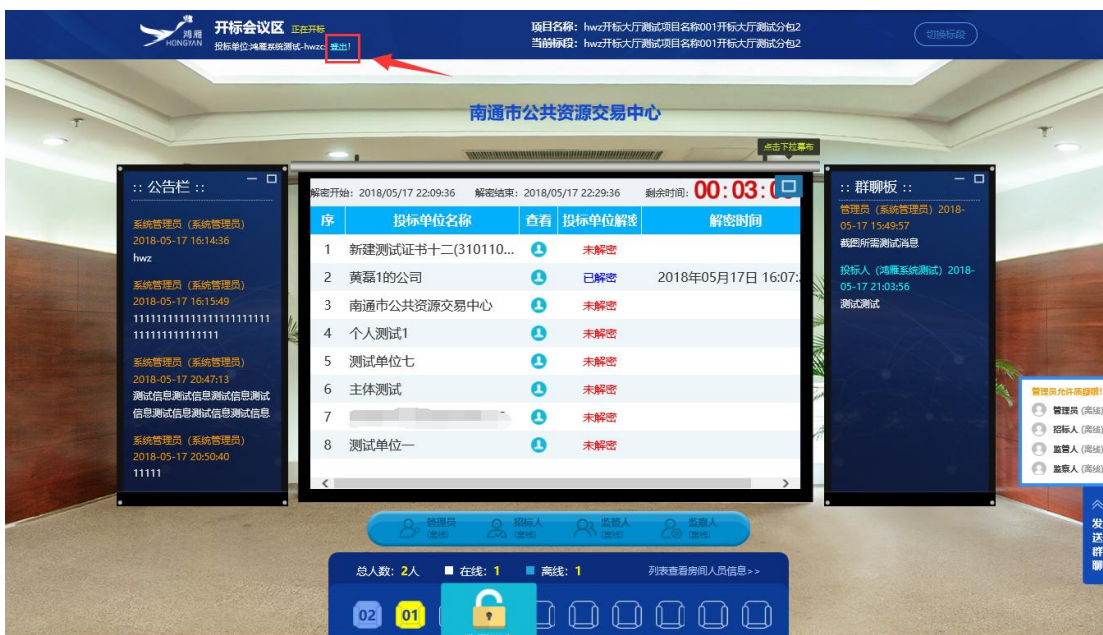 鸿雁
HONGYAN
开标会议区 正在开标
投标单位:鸿雁系统测试-hwzc 登出!
项目名称: hwz开标大厅测试项目名称001开标大厅测试分包2
当前标段: hwz开标大厅测试项目名称001开标大厅测试分包2
切换标段
南通市公共资源交易中心
点击下拉幕布
:: 公告栏 ::
系统管理员 (系统管理员)
2018-05-17 16:14:36
hwz
系统管理员 (系统管理员)
2018-05-17 16:15:49
1111111111111111111111111
1111111111111111
系统管理员 (系统管理员)
2018-05-17 20:47:13
测试信息测试信息测试信息测试
信息测试信息测试信息测试信息
系统管理员 (系统管理员)
2018-05-17 20:50:40
11111
解密开始: 2018/05/17 22:09:36 解密结束: 2018/05/17 22:29:36 剩余时间: 00:03:
序 投标单位名称 查看 投标单位解密 解密时间
1 新建测试证书十二(310110... 未解密
2 黄磊1的公司 已解密 2018年05月17日 16:07:
3 南通市公共资源交易中心 未解密
4 个人测试1 未解密
5 测试单位七 未解密
6 主体测试 未解密
7 未解密
8 测试单位一 未解密
:: 群聊板 ::
管理员 (系统管理员) 2018-
05-17 15:49:57
截图所需测试消息
投标人 (鸿雁系统测试) 2018-
05-17 21:03:56
测试测试
管理员 (离线)
招标人 (离线)
监管人 (离线)
监察人 (离线)
发送群聊
管理员 (离线) 招标人 (离线) 监管人 (离线) 监察人 (离线)
总人数: 2人 在线: 1 离线: 1 列表查看房间人员信息>>
02 01